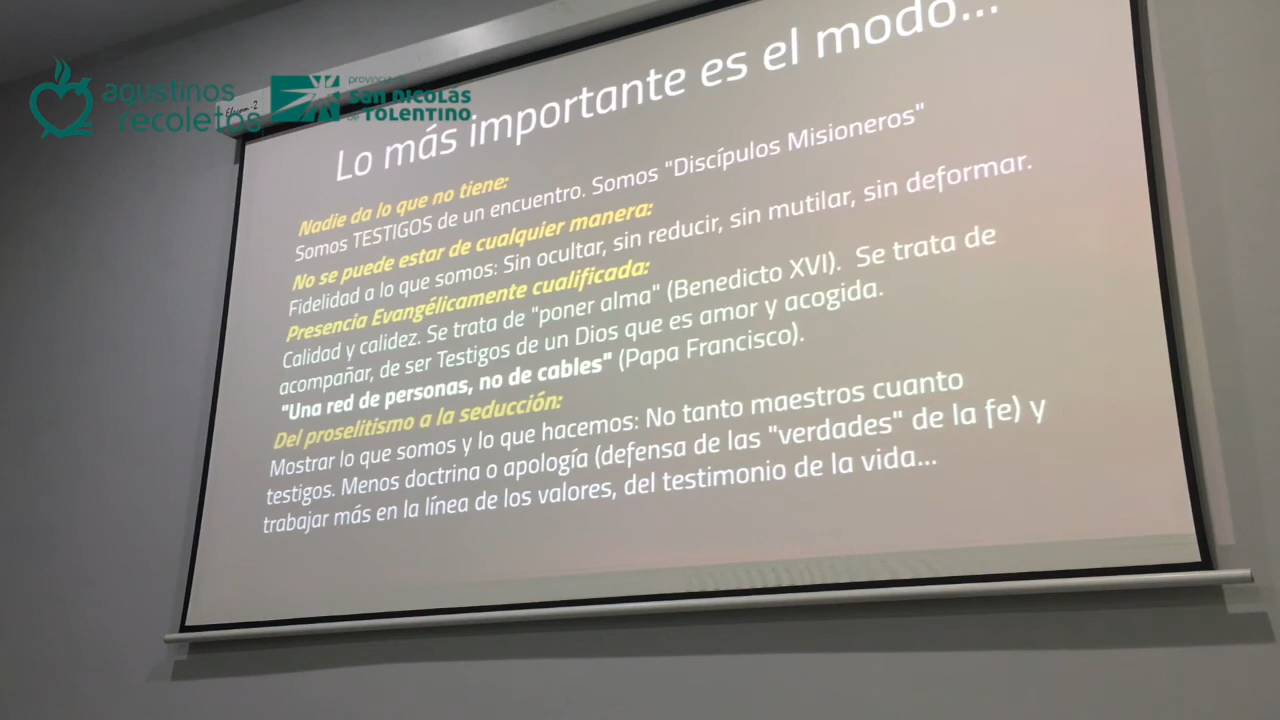 agustinos
recoletos
provincia de
SAN NICOLAS
de TOLENTINO
Elecom-2
Lo más importante es el modo...
Nadie da lo que no tiene:
Somos TESTIGOS de un encuentro. Somos "Discípulos Misioneros"
No se puede estar de cualquier manera:
Fidelidad a lo que somos: Sin ocultar, sin reducir, sin mutilar, sin deformar.
Presencia Evangélicamente cualificada:
Calidad y calidez. Se trata de "poner alma" (Benedicto XVI). Se trata de
acompañar, de ser Testigos de un Dios que es amor y acogida.
"Una red de personas, no de cables" (Papa Francisco).
Del proselitismo a la seducción:
Mostrar lo que somos y lo que hacemos: No tanto maestros cuanto
testigos. Menos doctrina o apología (defensa de las "verdades" de la fe) y
trabajar más en la línea de los valores, del testimonio de la vida...